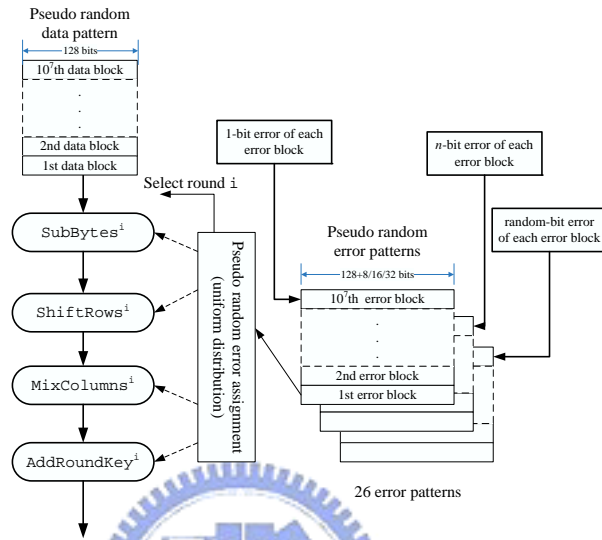 Pseudo random
data pattern
128 bits
10⁷th data block
.
.
.
2nd data block
1st data block
1-bit error of each
error block
n-bit error of each
error block
random-bit error
of each error block
Select round i
SubBytesⁱ
ShiftRowsⁱ
MixColumnsⁱ
AddRoundKeyⁱ
Pseudo random error assignment
(uniform distribution)
Pseudo random
error patterns
128+8/16/32 bits
10⁷th error block
.
.
.
2nd error block
1st error block
26 error patterns